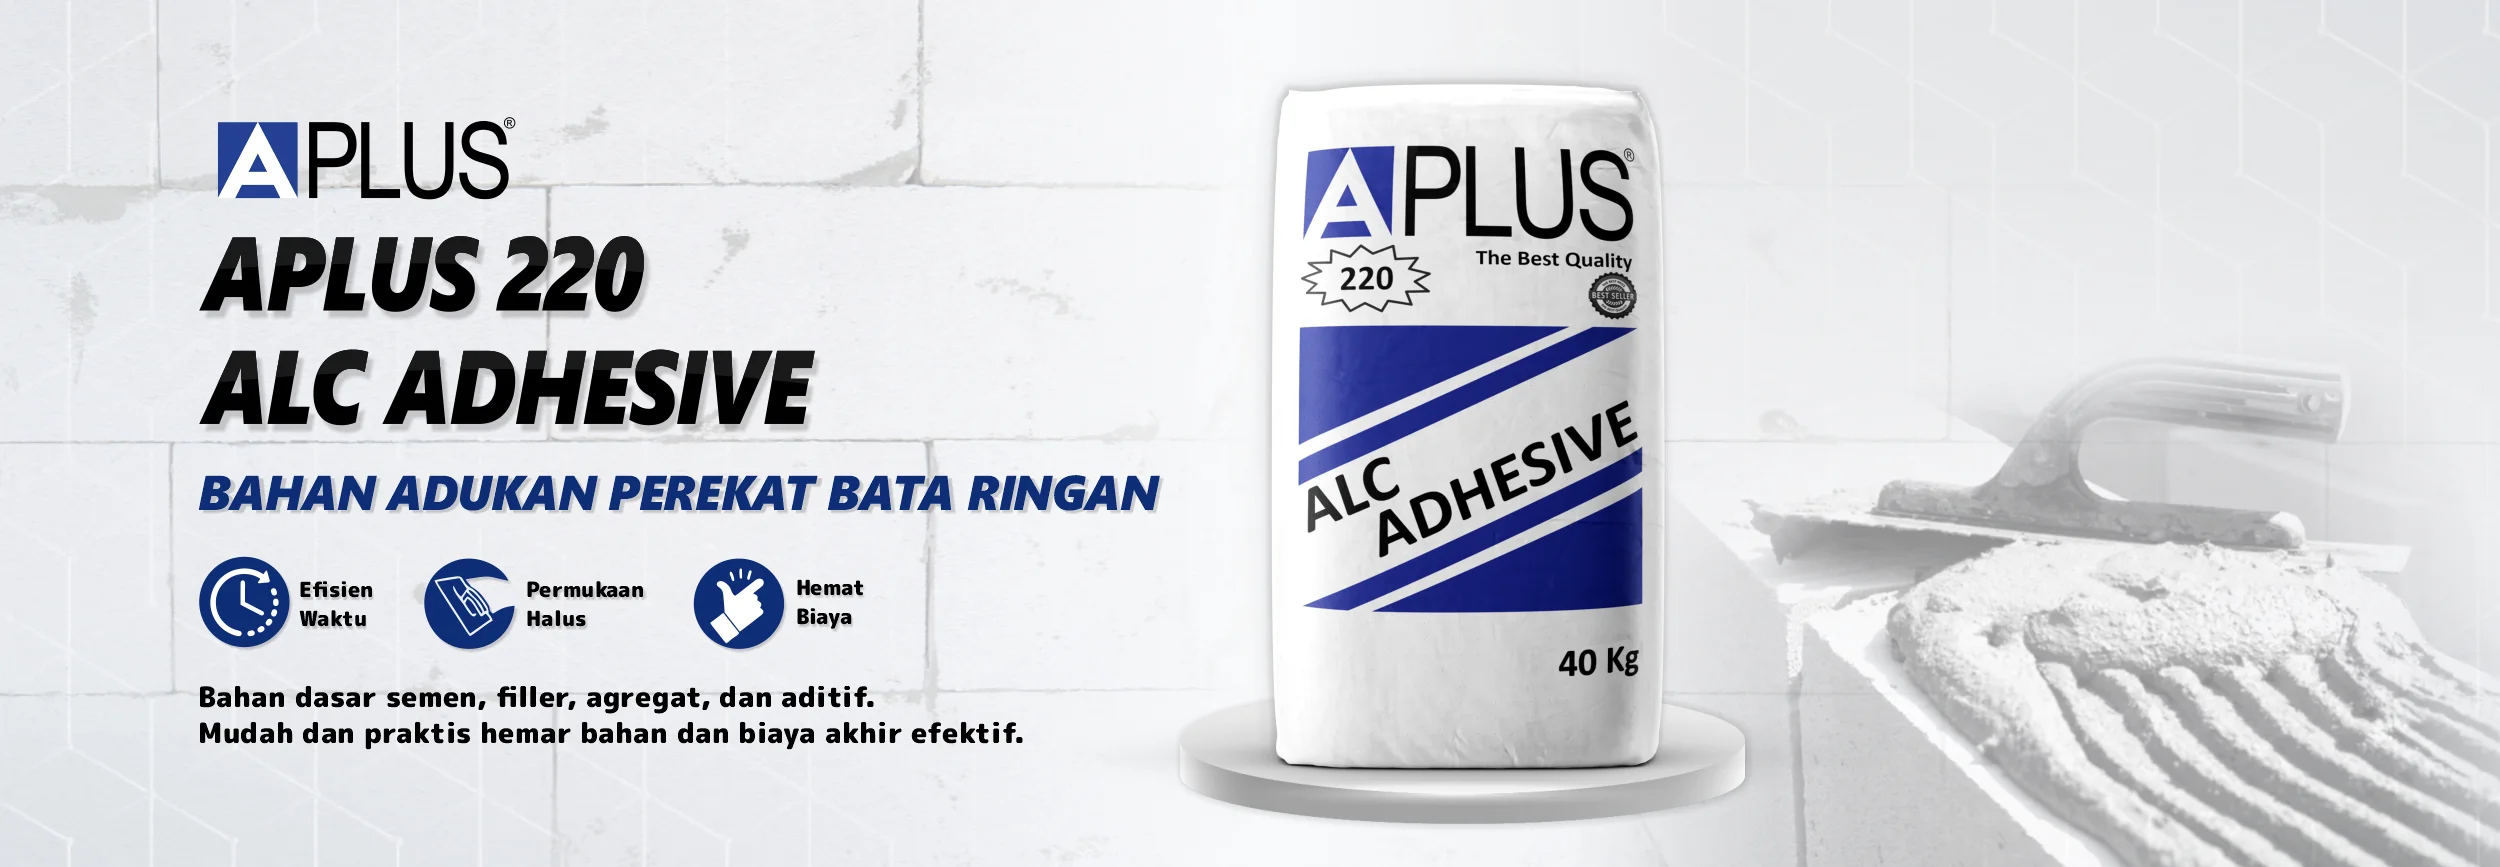 APLUS®
APLUS 220
ALC ADHESIVE
BAHAN ADUKAN PEREKAT BATA RINGAN
Efisien
Waktu
Permukaan
Halus
Hemat
Biaya
Bahan dasar semen, filler, agregat, dan aditif.
Mudah dan praktis hemar bahan dan biaya akhir efektif.
APLUS®
The Best Quality
220
BEST SELLER
ALC
ADHESIVE
40 Kg